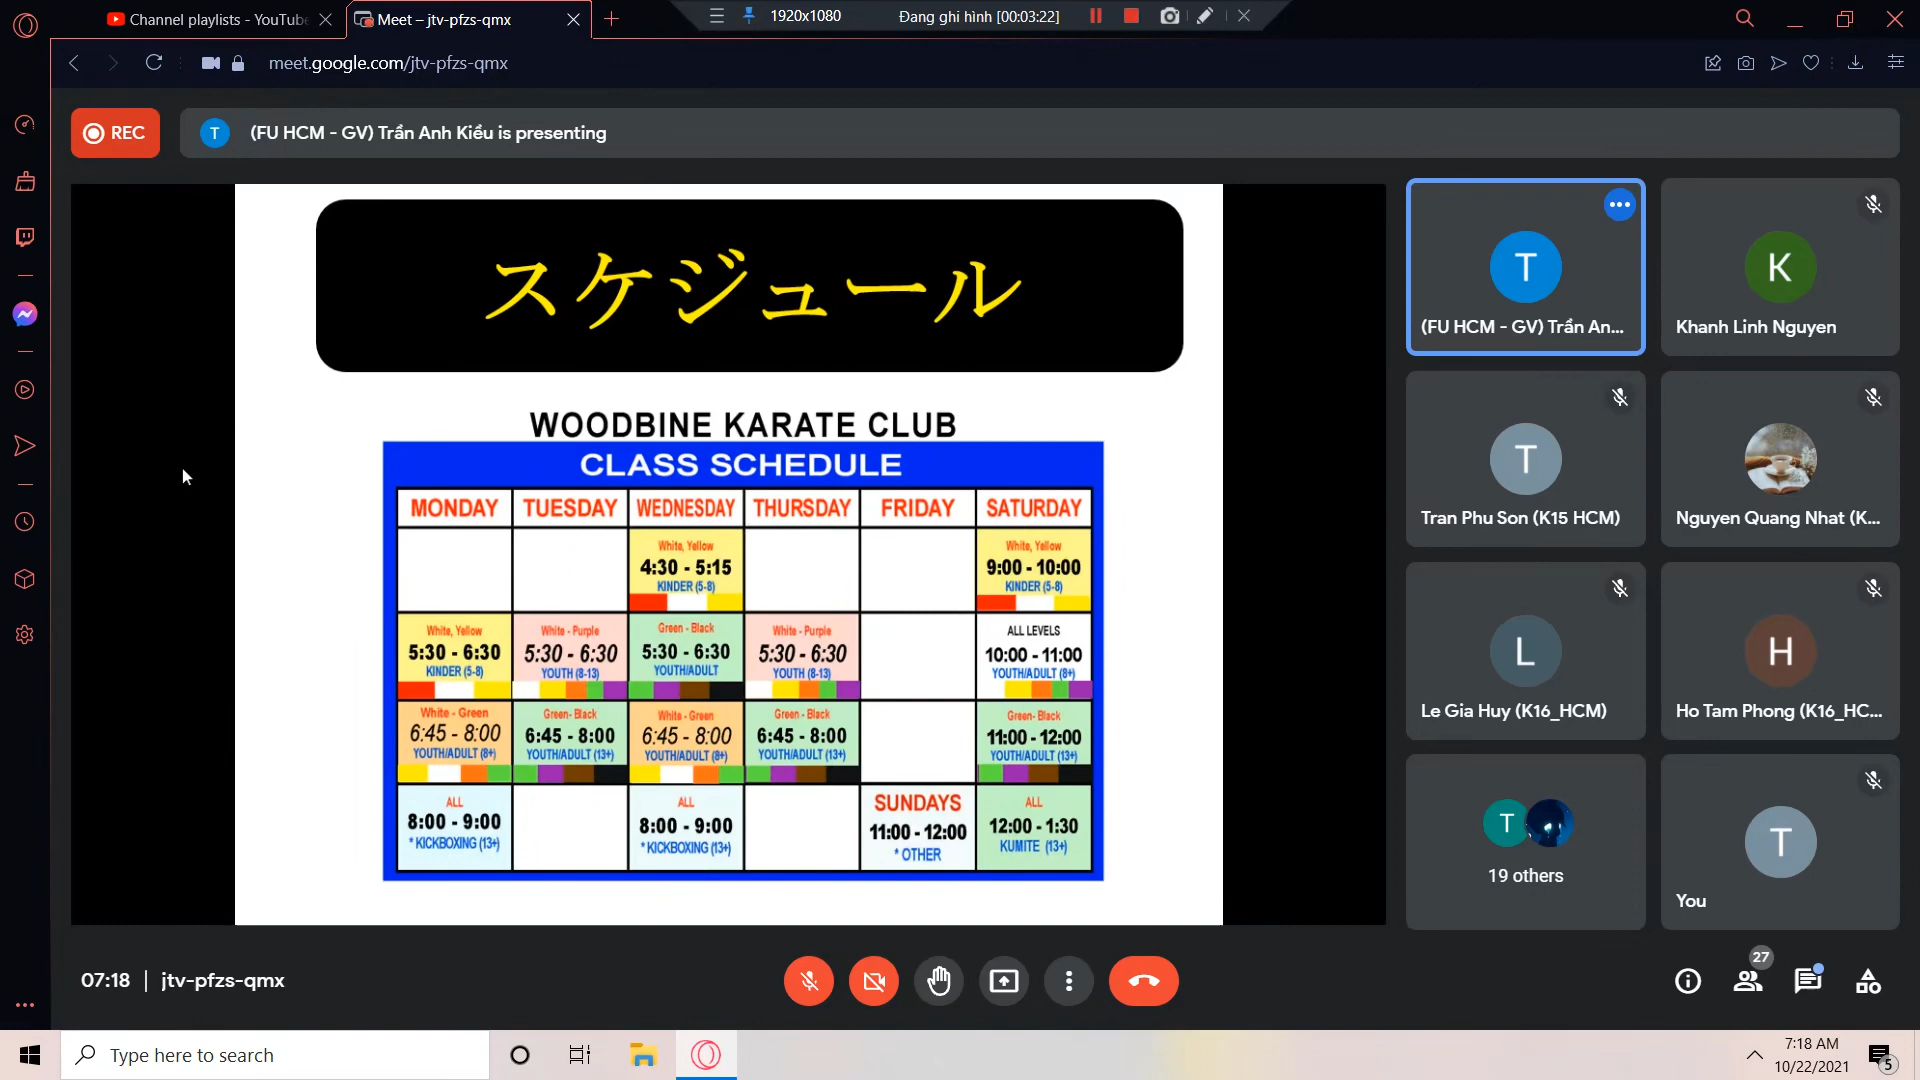 Channel playlists - YouTube
Meet – jtv-pfzs-qmx
1920x1080
Đang ghi hình [00:03:22]
meet.google.com/jtv-pfzs-qmx
REC
T
(FU HCM - GV) Trần Anh Kiều is presenting
スケジュール
WOODBINE KARATE CLUB
CLASS SCHEDULE
MONDAY TUESDAY WEDNESDAY THURSDAY FRIDAY SATURDAY
White, Yellow
4:30 - 5:15
KINDER (5-8)
White, Yellow
9:00 - 10:00
KINDER (5-8)
White, Yellow
5:30 - 6:30
KINDER (5-8)
White - Purple
5:30 - 6:30
YOUTH (8-13)
Green - Black
5:30 - 6:30
YOUTH/ADULT
White - Purple
5:30 - 6:30
YOUTH (8-13)
ALL LEVELS
10:00 - 11:00
YOUTH/ADULT (8+)
White - Green
6:45 - 8:00
YOUTH/ADULT (8+)
Green- Black
6:45 - 8:00
YOUTH/ADULT (13+)
White - Green
6:45 - 8:00
YOUTH/ADULT (8+)
Green - Black
6:45 - 8:00
YOUTH/ADULT (13+)
Green- Black
11:00 - 12:00
YOUTH/ADULT (13+)
ALL
8:00 - 9:00
* KICKBOXING (13+)
ALL
8:00 - 9:00
* KICKBOXING (13+)
SUNDAYS
11:00 - 12:00
* OTHER
ALL
12:00 - 1:30
KUMITE (13+)
T
(FU HCM - GV) Trần An...
K
Khanh Linh Nguyen
T
Tran Phu Son (K15 HCM)
Nguyen Quang Nhat (K...
L
Le Gia Huy (K16_HCM)
H
Ho Tam Phong (K16_HC...
T
19 others
T
You
07:18 | jtv-pfzs-qmx
27
Type here to search
7:18 AM
10/22/2021
5